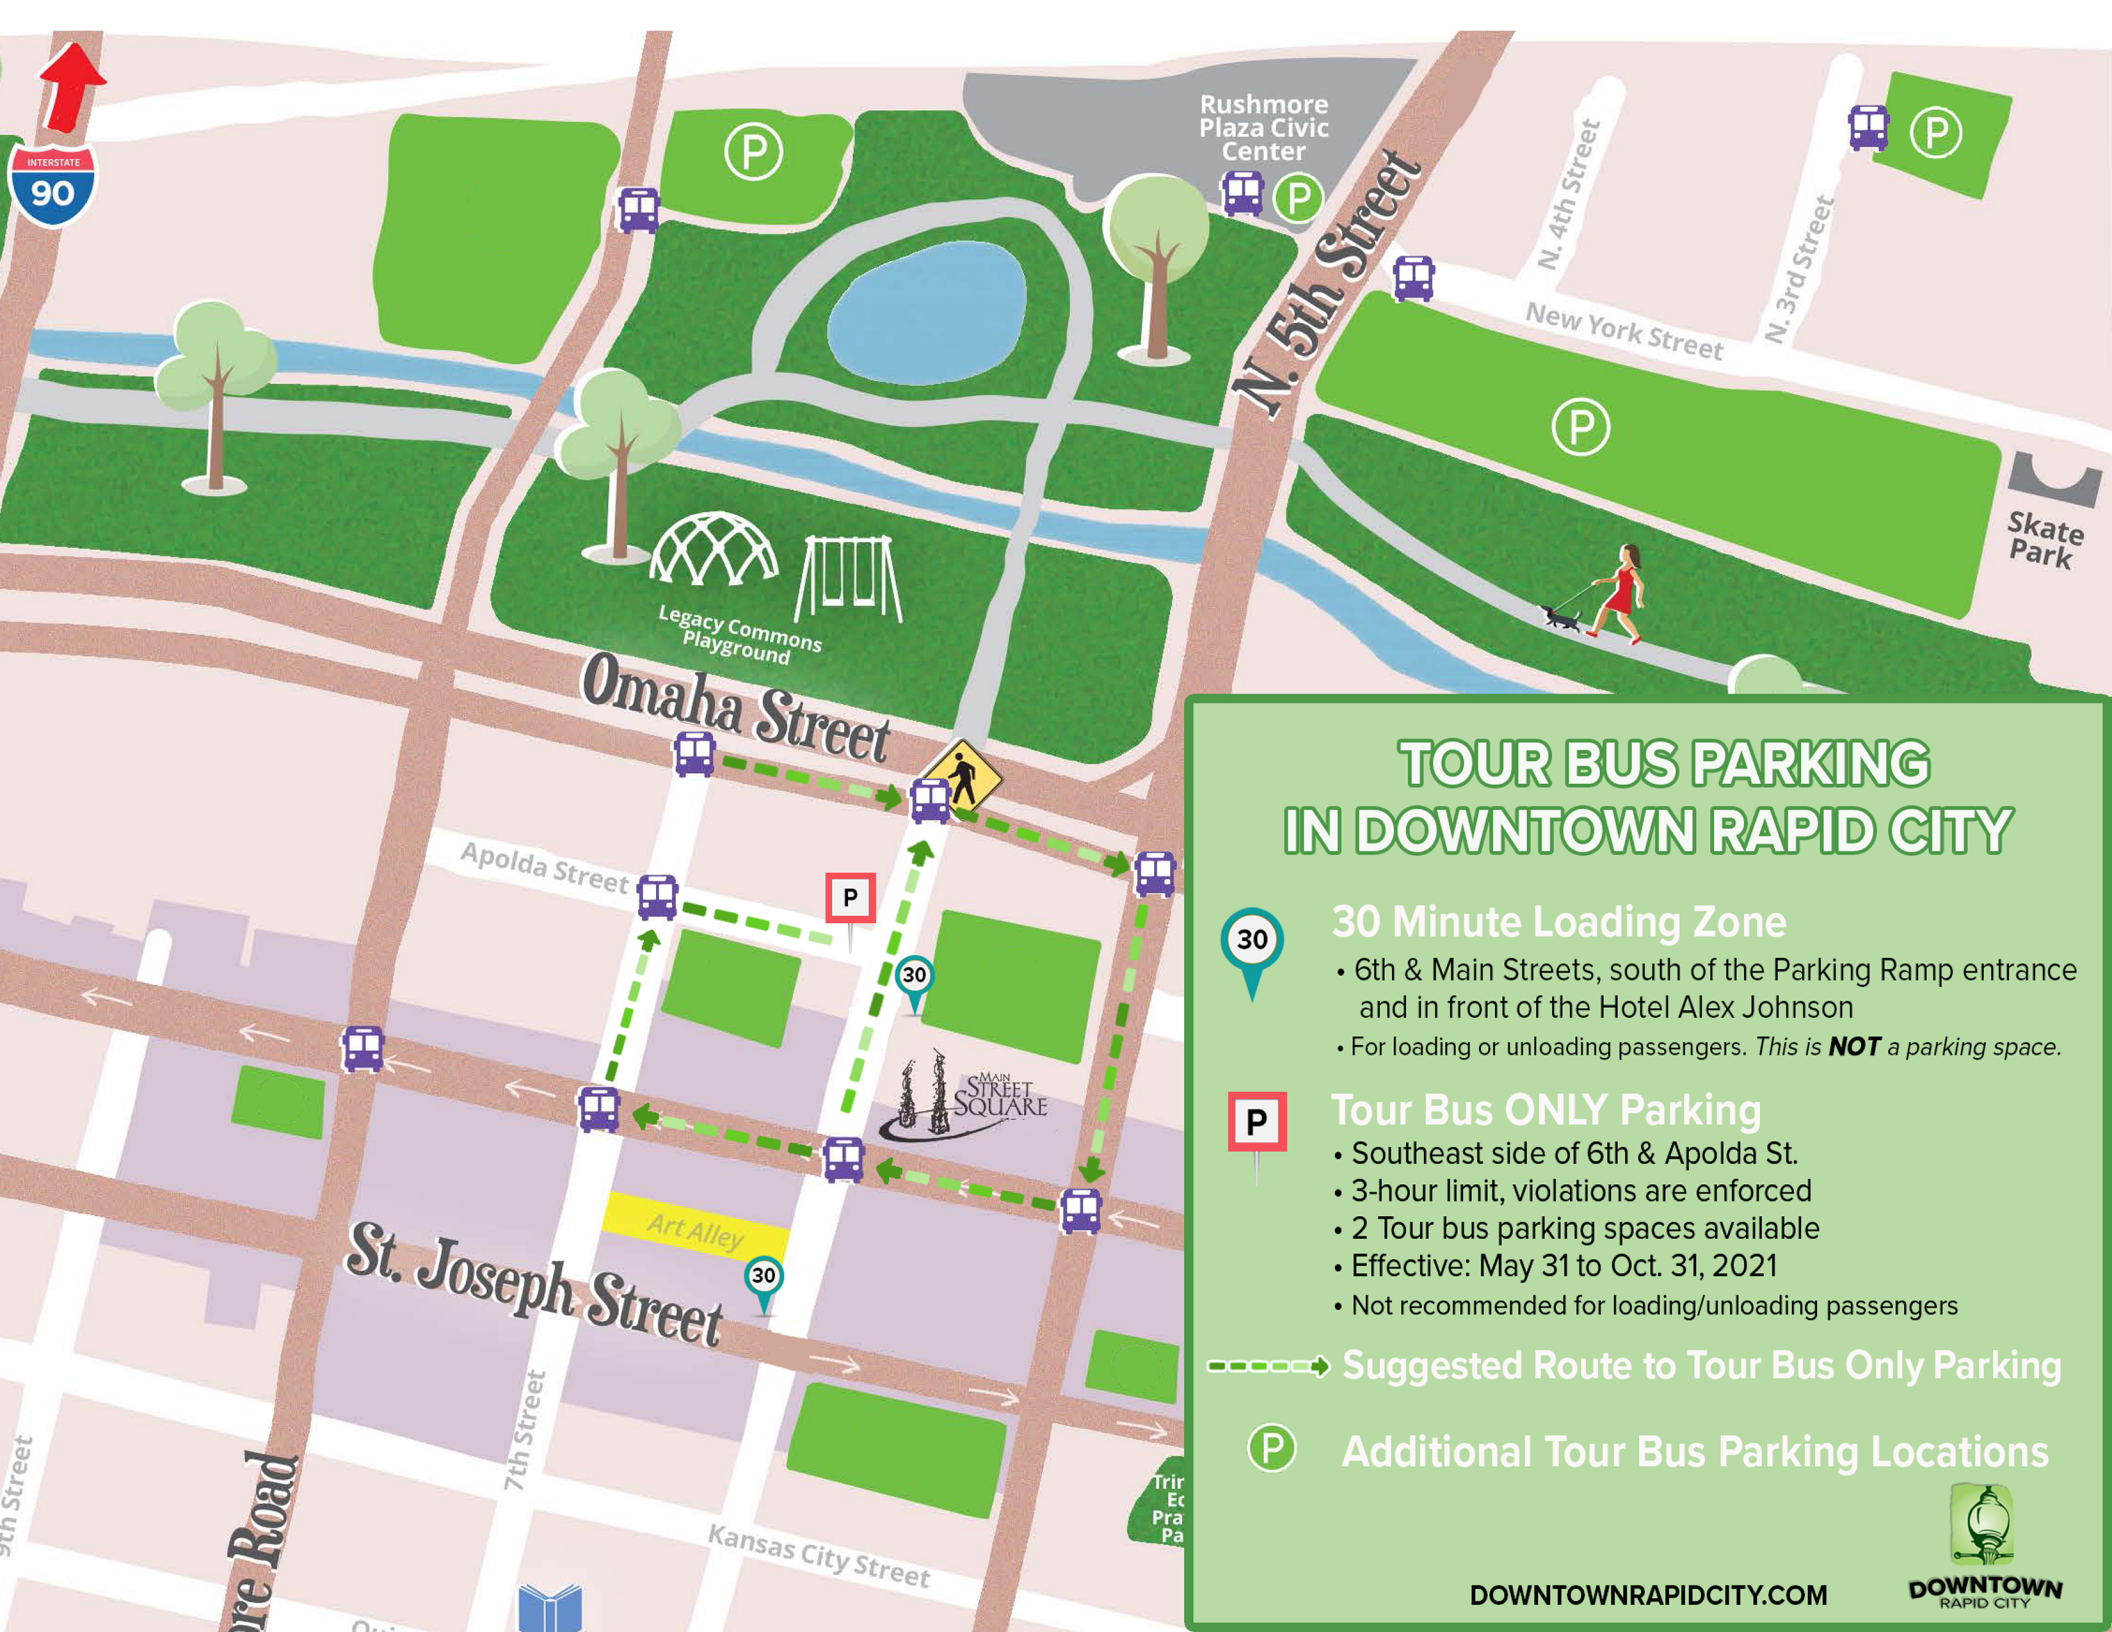 INTERSTATE
90
P
Rushmore
Plaza Civic
Center
P
N. 5th Street
N. 4th Street
N. 3rd Street
P
New York Street
P
Skate
Park
Legacy Commons
Playground
Omaha Street
Apolda Street
P
30
MAIN
STREET
SQUARE
Art Alley
30
St. Joseph Street
7th Street
9th Street
ore Road
Kansas City Street
TOUR BUS PARKING
IN DOWNTOWN RAPID CITY
30
30 Minute Loading Zone
• 6th & Main Streets, south of the Parking Ramp entrance
and in front of the Hotel Alex Johnson
• For loading or unloading passengers. This is NOT a parking space.
P
Tour Bus ONLY Parking
• Southeast side of 6th & Apolda St.
• 3-hour limit, violations are enforced
• 2 Tour bus parking spaces available
• Effective: May 31 to Oct. 31, 2021
• Not recommended for loading/unloading passengers
Suggested Route to Tour Bus Only Parking
P
Additional Tour Bus Parking Locations
DOWNTOWNRAPIDCITY.COM
DOWNTOWN
RAPID CITY